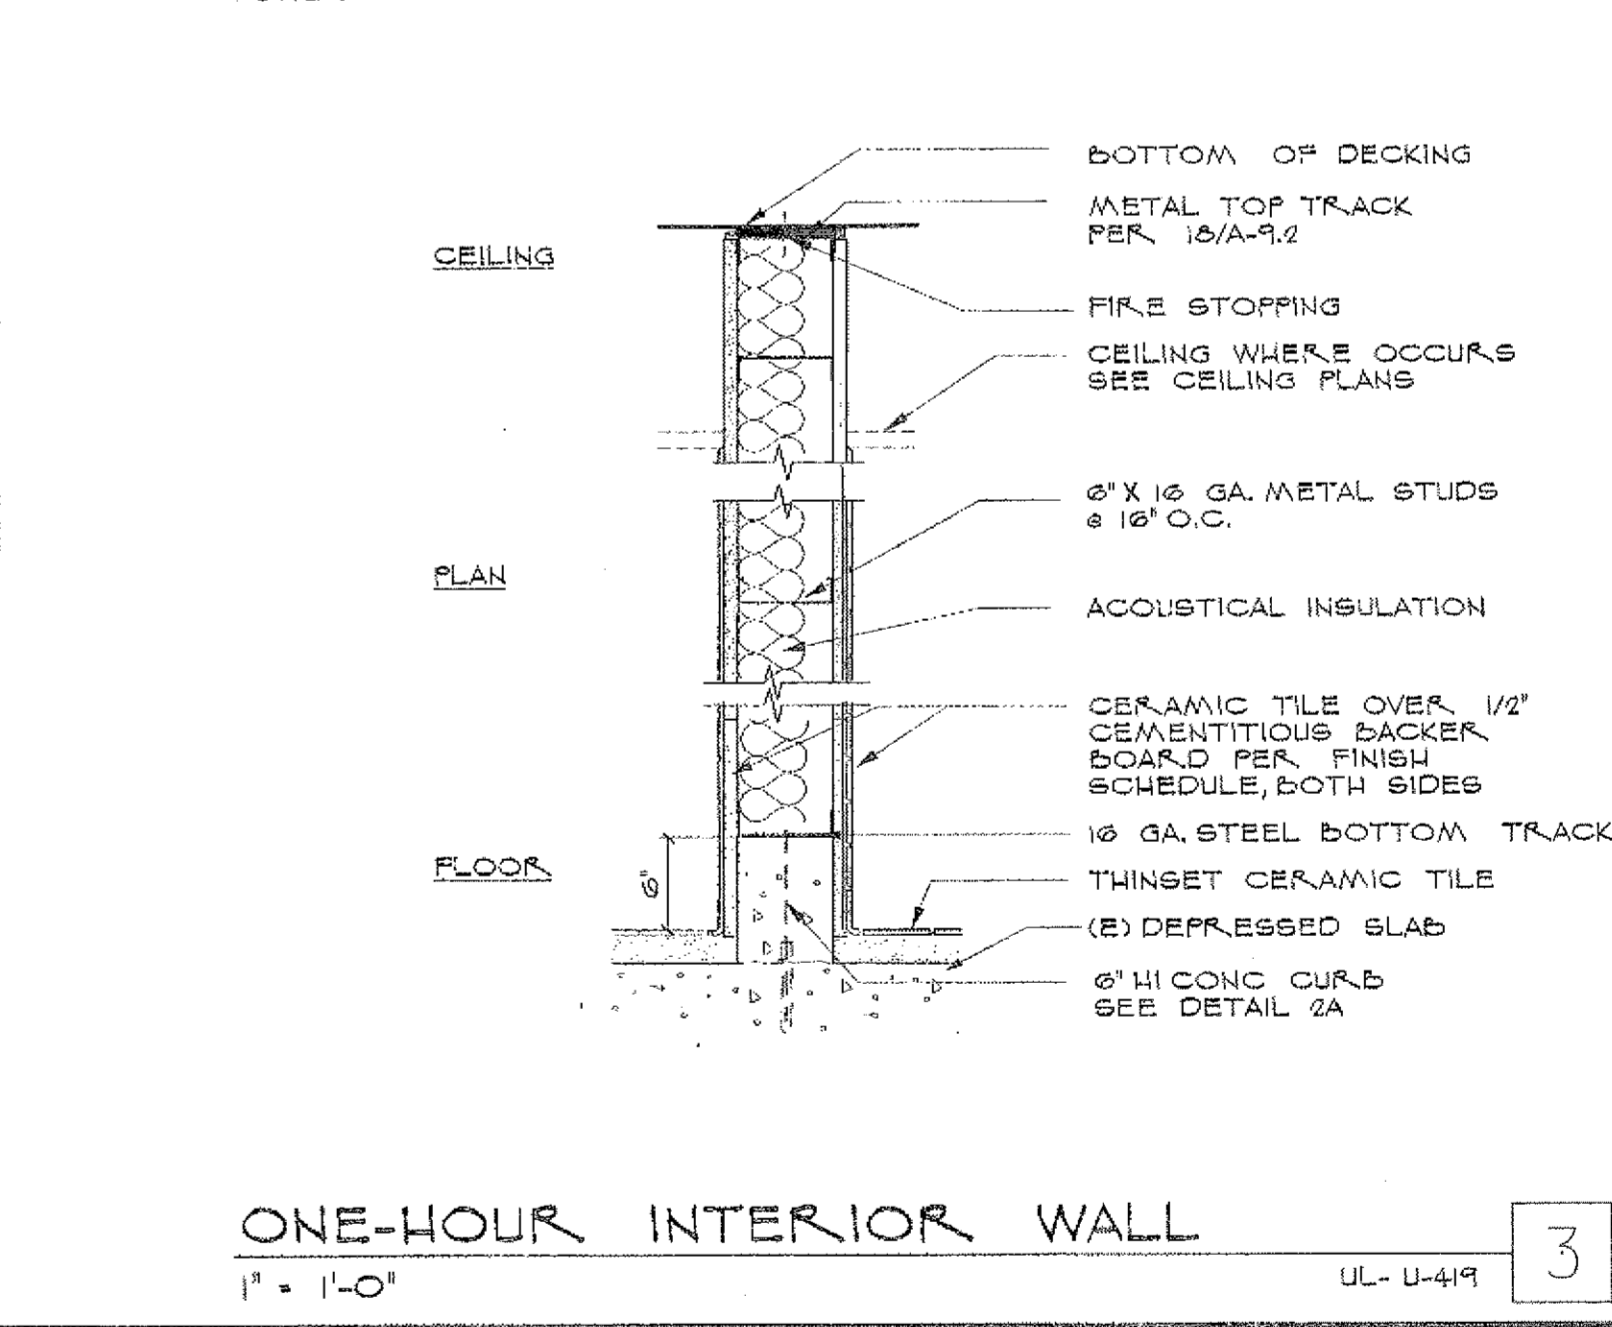 BOTTOM OF DECKING
METAL TOP TRACK
PER 18/A-9.2
CEILING
FIRE STOPPING
CEILING WHERE OCCURS
SEE CEILING PLANS
6" X 16 GA. METAL STUDS
@ 16" O.C.
PLAN
ACOUSTICAL INSULATION
CERAMIC TILE OVER 1/2"
CEMENTITIOUS BACKER
BOARD PER FINISH
SCHEDULE, BOTH SIDES
16 GA. STEEL BOTTOM TRACK
FLOOR
6"
THINSET CERAMIC TILE
(E) DEPRESSED SLAB
6" HI CONC CURB
SEE DETAIL 2A
ONE-HOUR INTERIOR WALL
3
1" = 1'-0"
UL- U-419